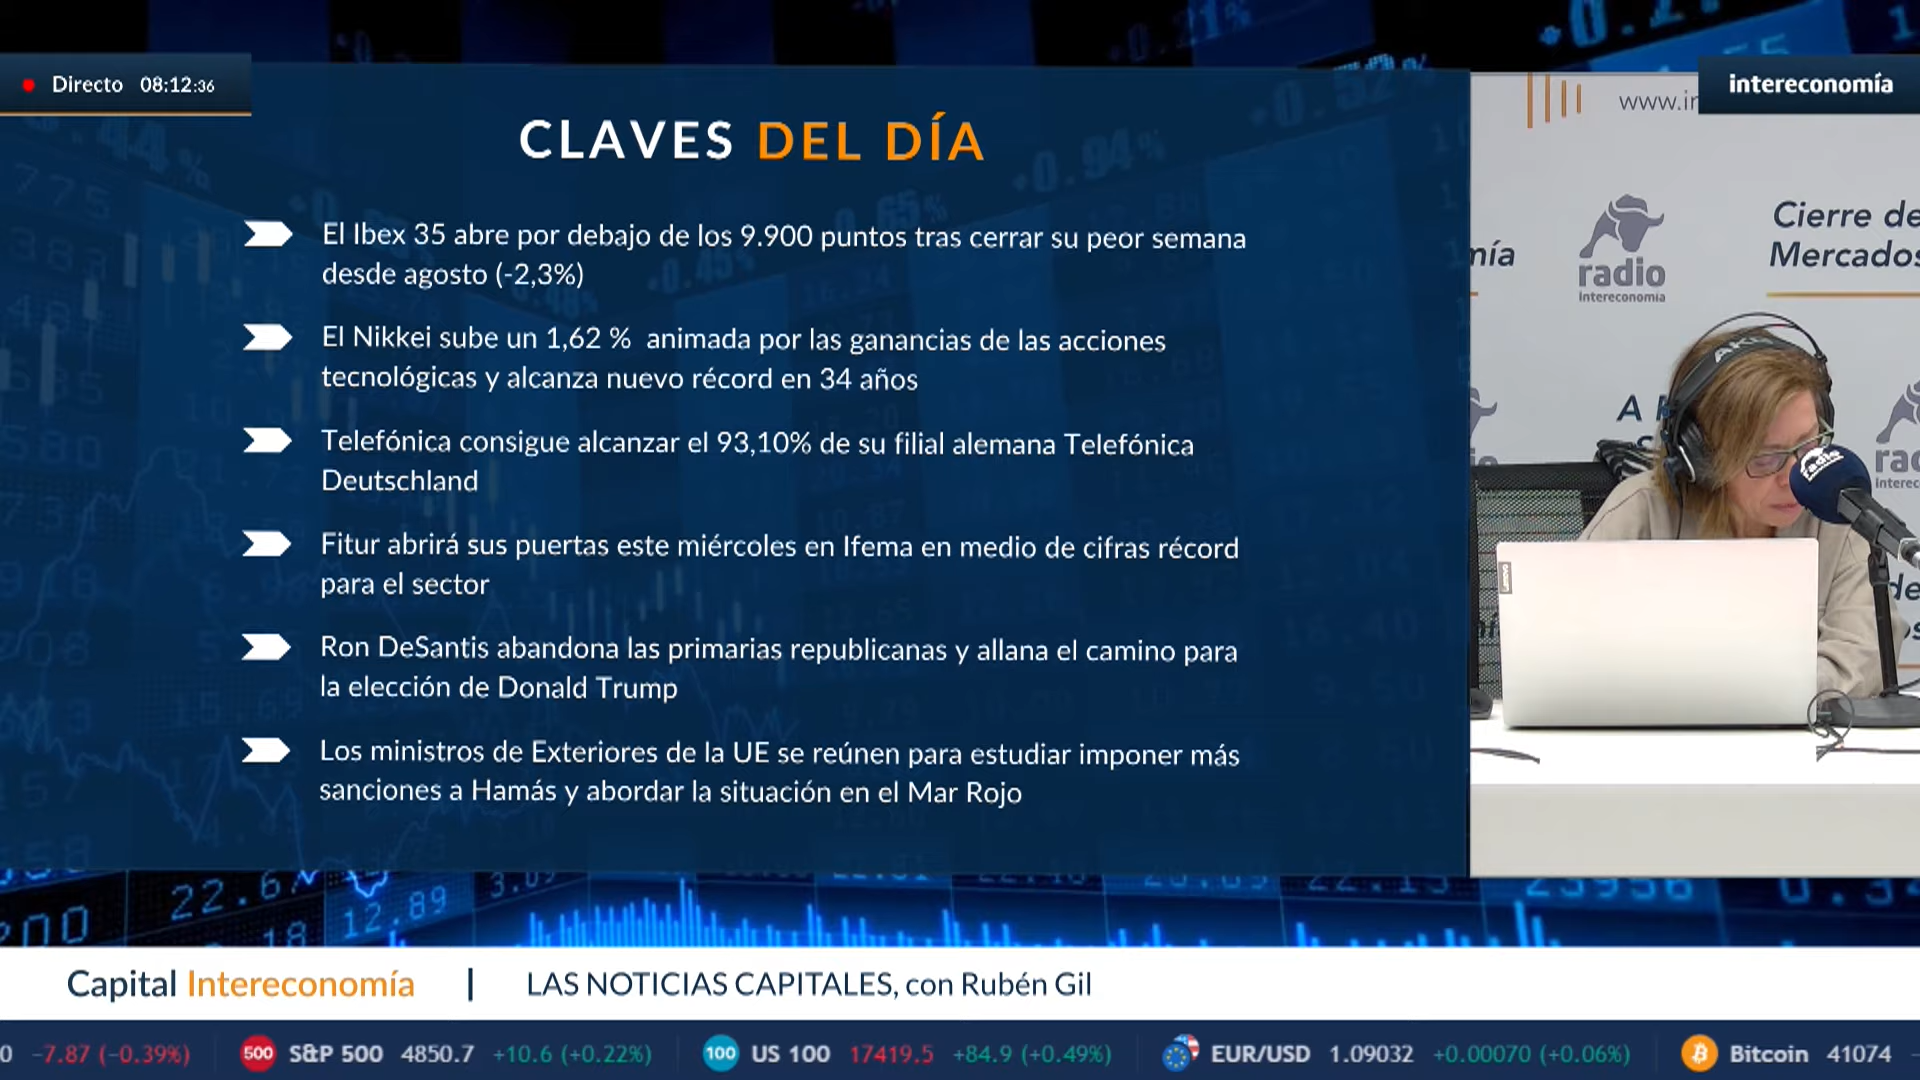 Directo 08:12:36
intereconomía
CLAVES DEL DÍA
El Ibex 35 abre por debajo de los 9.900 puntos tras cerrar su peor semana
desde agosto (-2,3%)
El Nikkei sube un 1,62 % animada por las ganancias de las acciones
tecnológicas y alcanza nuevo récord en 34 años
Telefónica consigue alcanzar el 93,10% de su filial alemana Telefónica
Deutschland
Fitur abrirá sus puertas este miércoles en Ifema en medio de cifras récord
para el sector
Ron DeSantis abandona las primarias republicanas y allana el camino para
la elección de Donald Trump
Los ministros de Exteriores de la UE se reúnen para estudiar imponer más
sanciones a Hamás y abordar la situación en el Mar Rojo
radio
intereconomía
Cierre de
Mercados
AKG
radio
Capital Intereconomía | LAS NOTICIAS CAPITALES, con Rubén Gil
0 -7.87 (-0.39%) 500 S&P 500 4850.7 +10.6 (+0.22%) 100 US 100 17419.5 +84.9 (+0.49%) EUR/USD 1.09032 +0.00070 (+0.06%) Bitcoin 41074